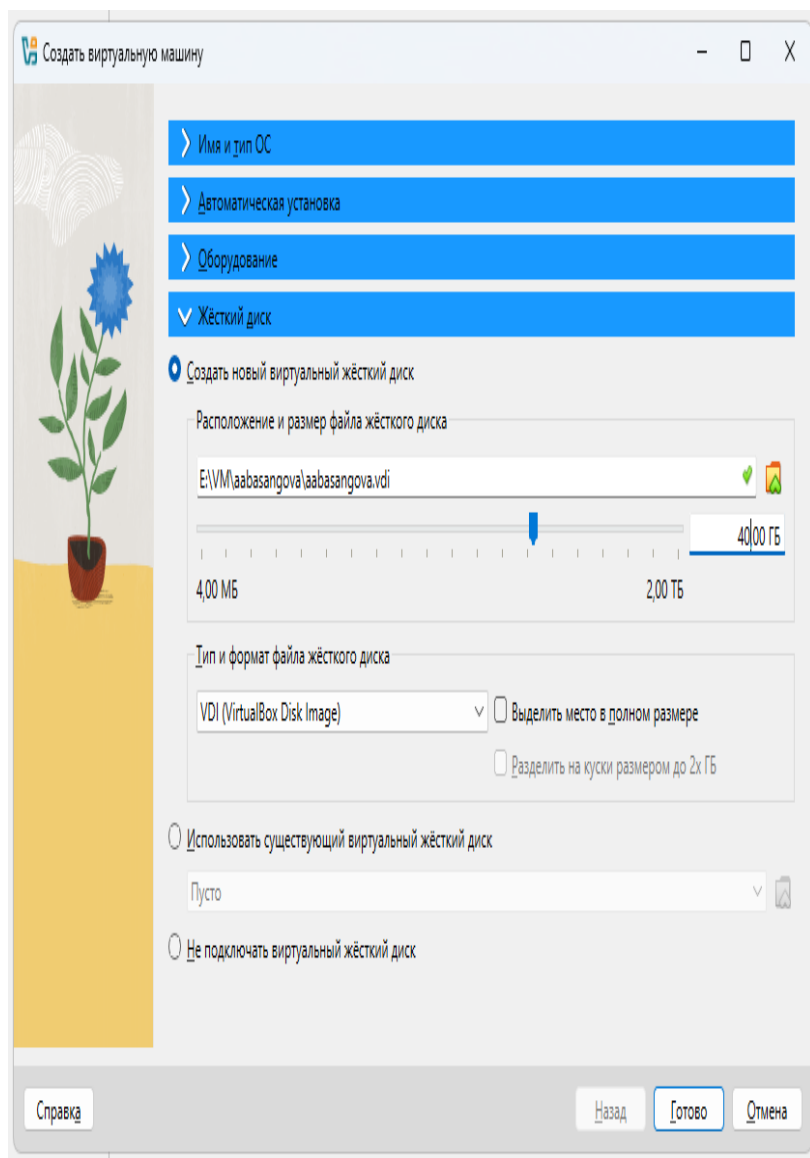 Создать виртуальную машину
Имя и тип ОС
Автоматическая установка
Оборудование
Жёсткий диск
Создать новый виртуальный жёсткий диск
Расположение и размер файла жёсткого диска
E:\VM\aabasangova\aabasangova.vdi
40,00 ГБ
4,00 МБ 2,00 ТБ
Тип и формат файла жёсткого диска
VDI (VirtualBox Disk Image) Выделить место в полном размере
Разделить на куски размером до 2х ГБ
Использовать существующий виртуальный жёсткий диск
Пусто
Не подключать виртуальный жёсткий диск
Справка Назад Готово Отмена